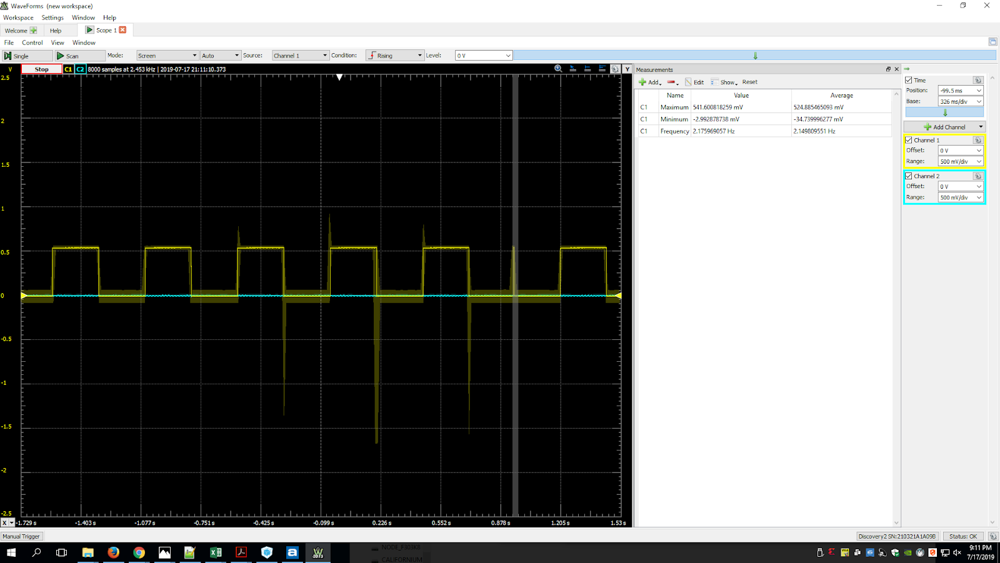 WaveForms (new workspace)
Workspace Settings Window Help
Welcome Help Scope 1
File Control View Window
Single Scan Mode: Screen Auto Source: Channel 1 Condition: Rising Level: 0 V
V Stop C1 C2 8000 samples at 2.453 kHz | 2019-07-17 21:11:10.373 Y
2.5
2
1.5
1
0.5
0
-0.5
-1
-1.5
-2
-2.5
X -1.729 s -1.403 s -1.077 s -0.751 s -0.425 s -0.099 s 0.226 s 0.552 s 0.878 s 1.205 s 1.53 s
Measurements
Add Edit Show Reset
Name Value Average
C1 Maximum 541.600818259 mV 524.885465093 mV
C1 Minimum -2.992878738 mV -34.739996277 mV
C1 Frequency 2.175969057 Hz 2.149809551 Hz
Time
Position: -99.5 ms
Base: 326 ms/div
Add Channel
Channel 1
Offset: 0 V
Range: 500 mV/div
Channel 2
Offset: 0 V
Range: 500 mV/div
Manual Trigger Discovery2 SN:210321A1A09B Status: OK
NODE_F303K8
CALIFORNIUM
9:11 PM
7/17/2019